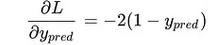 ∂L/∂y_pred = -2(1 - y_pred)